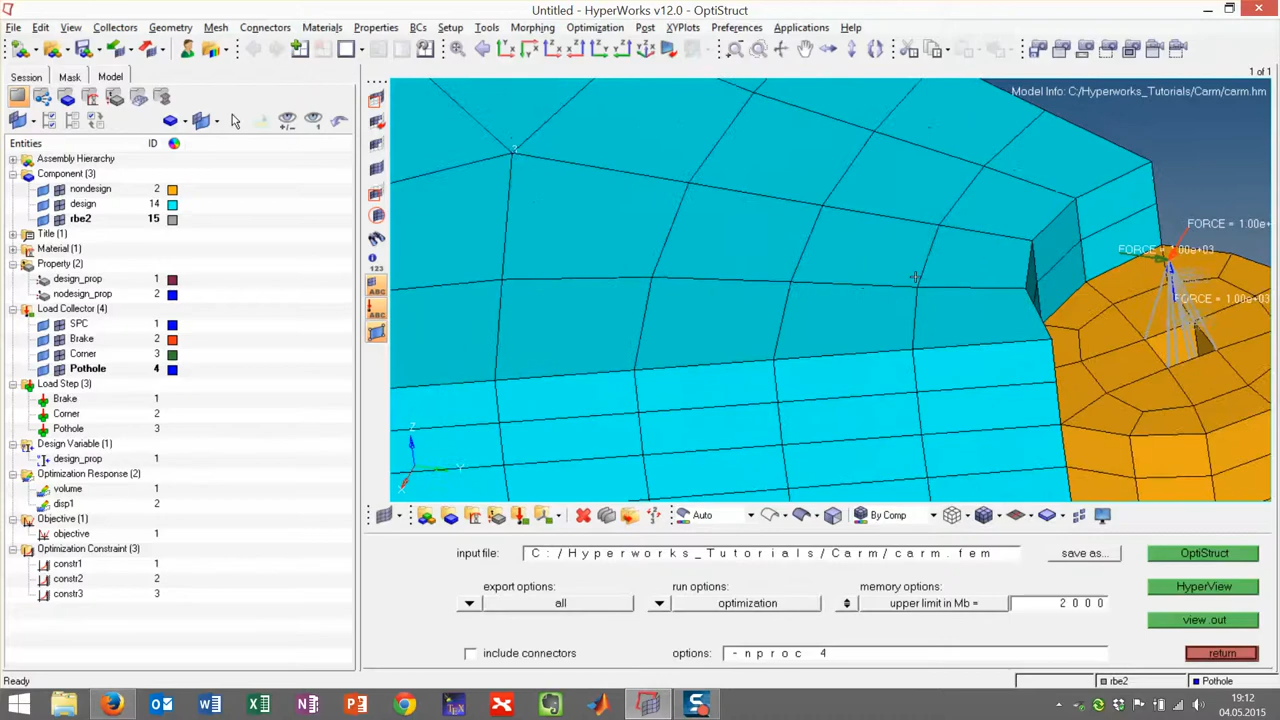 Untitled - HyperWorks v12.0 - OptiStruct
File Edit View Collectors Geometry Mesh Connectors Materials Properties BCs Setup Tools Morphing Optimization Post XYPlots Preferences Applications Help
Session Mask Model
1 of 1
Model Info: C:/Hyperworks_Tutorials/Carm/carm.hm
Entities ID
Assembly Hierarchy
Component (3)
nondesign 2
design 14
rbe2 15
Title (1)
Material (1)
Property (2)
design_prop 1
nodesign_prop 2
Load Collector (4)
SPC 1
Brake 2
Corner 3
Pothole 4
Load Step (3)
Brake 1
Corner 2
Pothole 3
Design Variable (1)
design_prop 1
Optimization Response (2)
volume 1
disp1 2
Objective (1)
objective 1
Optimization Constraint (3)
constr1 1
constr2 2
constr3 3
123
ABC
ABC
FORCE = 1.00e+
FORCE = 1.00e+03
FORCE = 1.00e+03
Z
Y
X
Auto
By Comp
input file: C:/Hyperworks_Tutorials/Carm/carm.fem save as... OptiStruct
export options: run options: memory options: HyperView
all optimization upper limit in Mb = 2000
view .out
include connectors options: -nproc 4 return
Ready rbe2 Pothole
19:12
04.05.2015